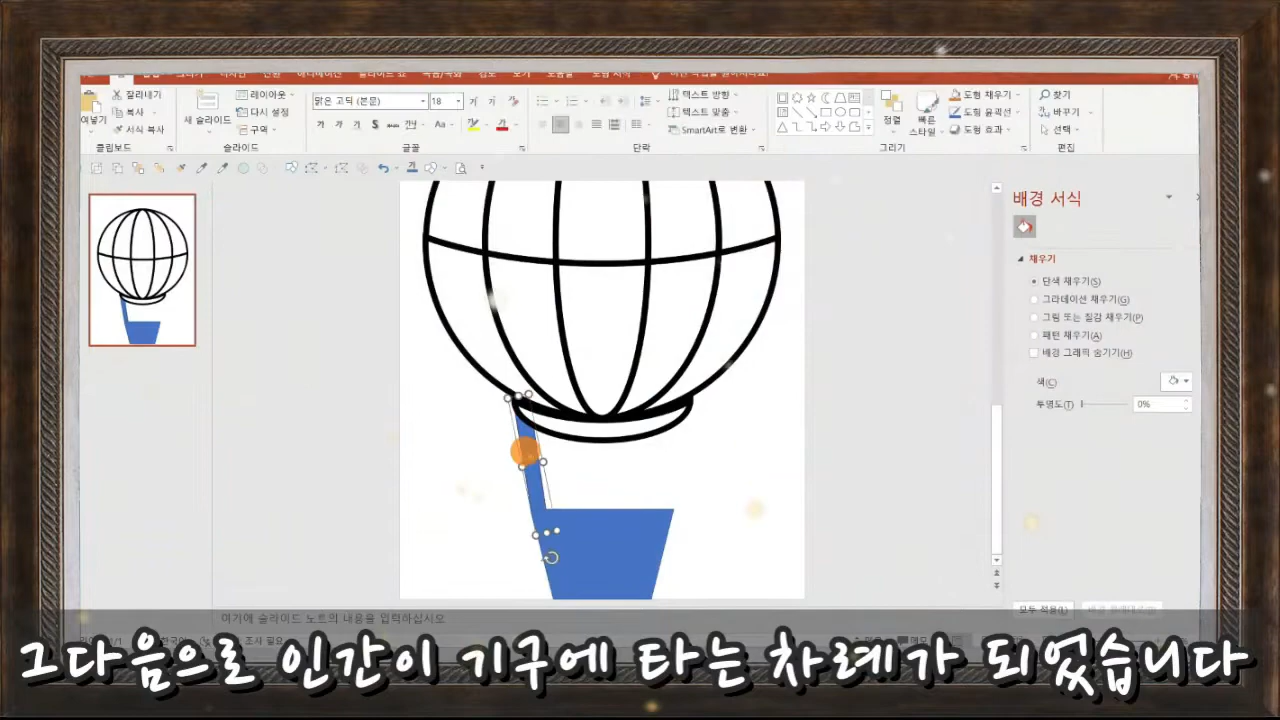 잘라내기
레이아웃
맑은 고딕 (본문)
18
텍스트 방향
도형 채우기
찾기
복사
다시 설정
텍스트 맞춤
도형 윤곽선
바꾸기
새 슬라이드
정렬
빠른
스타일
서식 복사
구역
SmartArt로 변환
도형 효과
선택
클립보드
슬라이드
글꼴
단락
그리기
편집
배경 서식
채우기
단색 채우기(S)
그라데이션 채우기(G)
그림 또는 질감 채우기(P)
패턴 채우기(A)
배경 그래픽 숨기기(H)
색(C)
투명도(T)
0%
여기에 슬라이드 노트의 내용을 입력하십시오
모두 적용(L)
그다음으로 인간이 기구에 타는 차례가 되었습니다